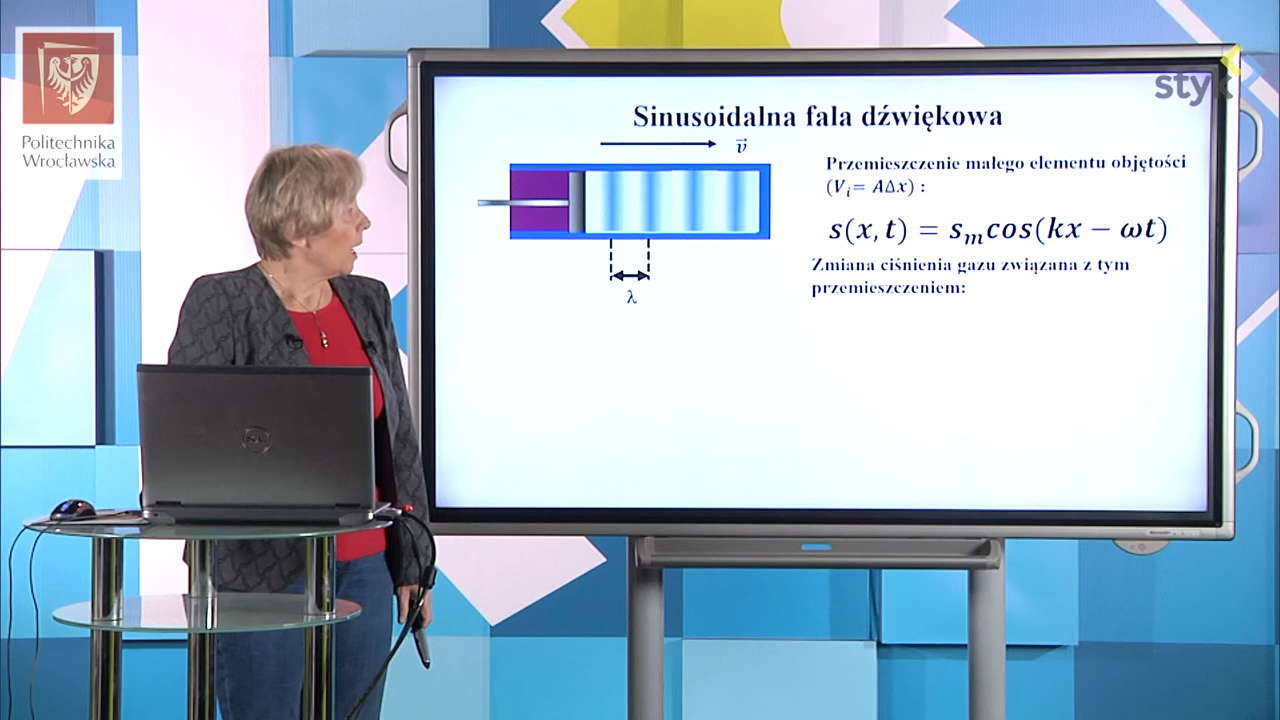 Politechnika
Wrocławska
styk
Sinusoidalna fala dźwiękowa
v⃗
Przemieszczenie małego elementu objętości
(Vᵢ= AΔx) :
s(x, t) = sₘcos(kx − ωt)
Zmiana ciśnienia gazu związana z tym
przemieszczeniem:
λ